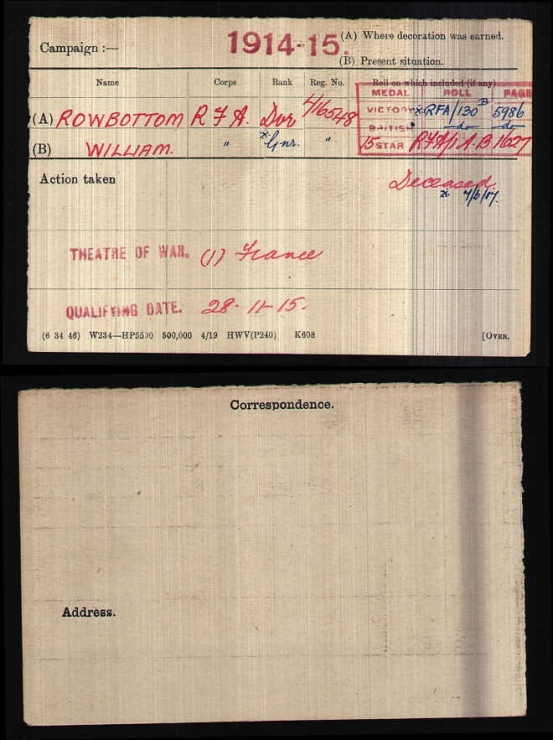 Campaign :—
1914-15.
(A) Where decoration was earned.
(B) Present situation.
Name Corps Rank Reg. No. Roll on which included (if any)
MEDAL ROLL PAGE
(A) ROWBOTTOM R.F.A. Dvr
VICTORY RFA/130 B 5986
(B) WILLIAM. " x Gnr. "
BRITISH do do
15 STAR RFA/1.A.B 1627
Action taken
Deceased
x 4/6/17.
THEATRE OF WAR. (1) France
QUALIFYING DATE. 28-11-15.
(6 34 46) W234—HP5590 500,000 4/19 HWV(P240) K608 [OVER.
Correspondence.
Address.